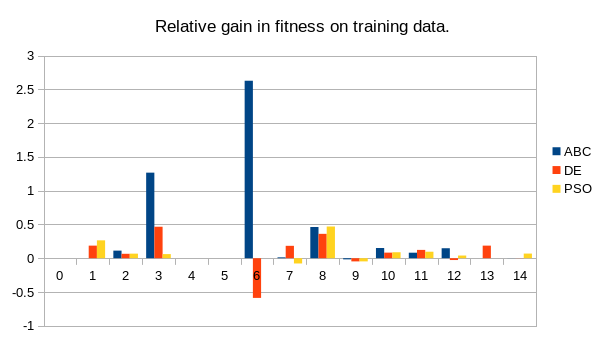 Relative gain in fitness on training data.
3
2.5
2
1.5
1
0.5
0
-0.5
-1
0 1 2 3 4 5 6 7 8 9 10 11 12 13 14
ABC
DE
PSO